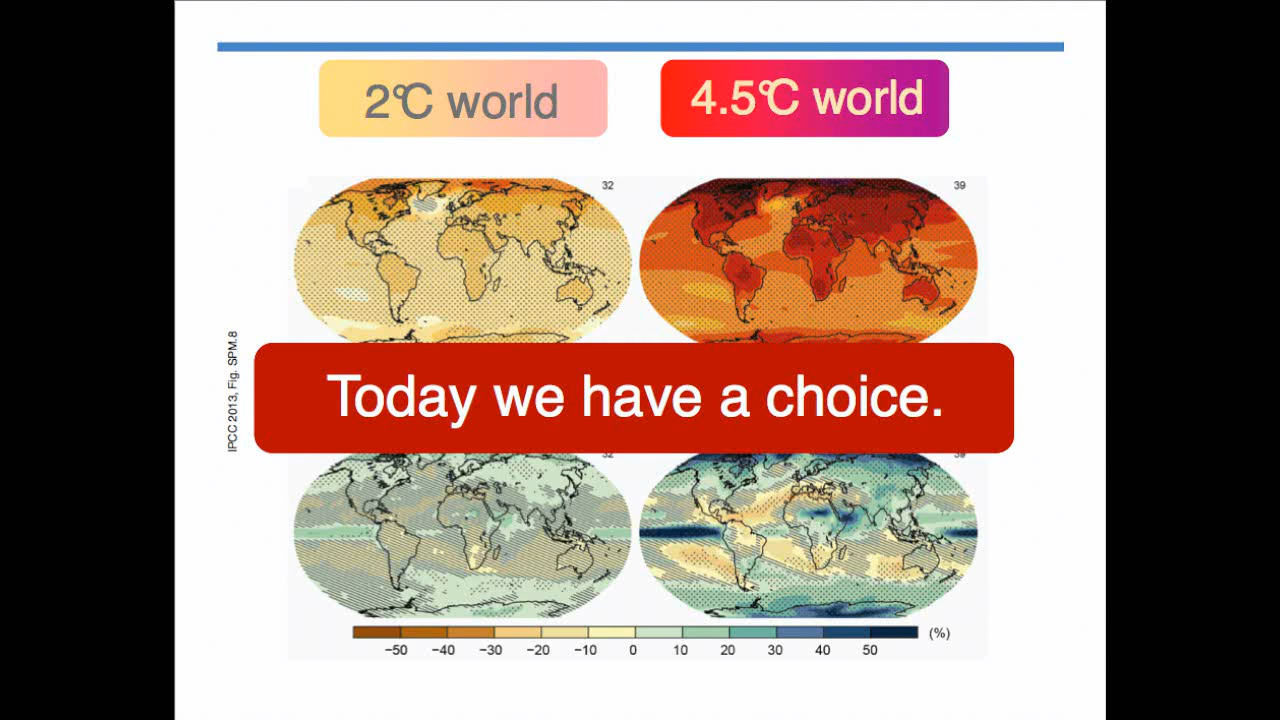 2°C world
4.5°C world
32
39
IPCC 2013, Fig. SPM.8
Today we have a choice.
32
39
−50 −40 −30 −20 −10 0 10 20 30 40 50 (%)